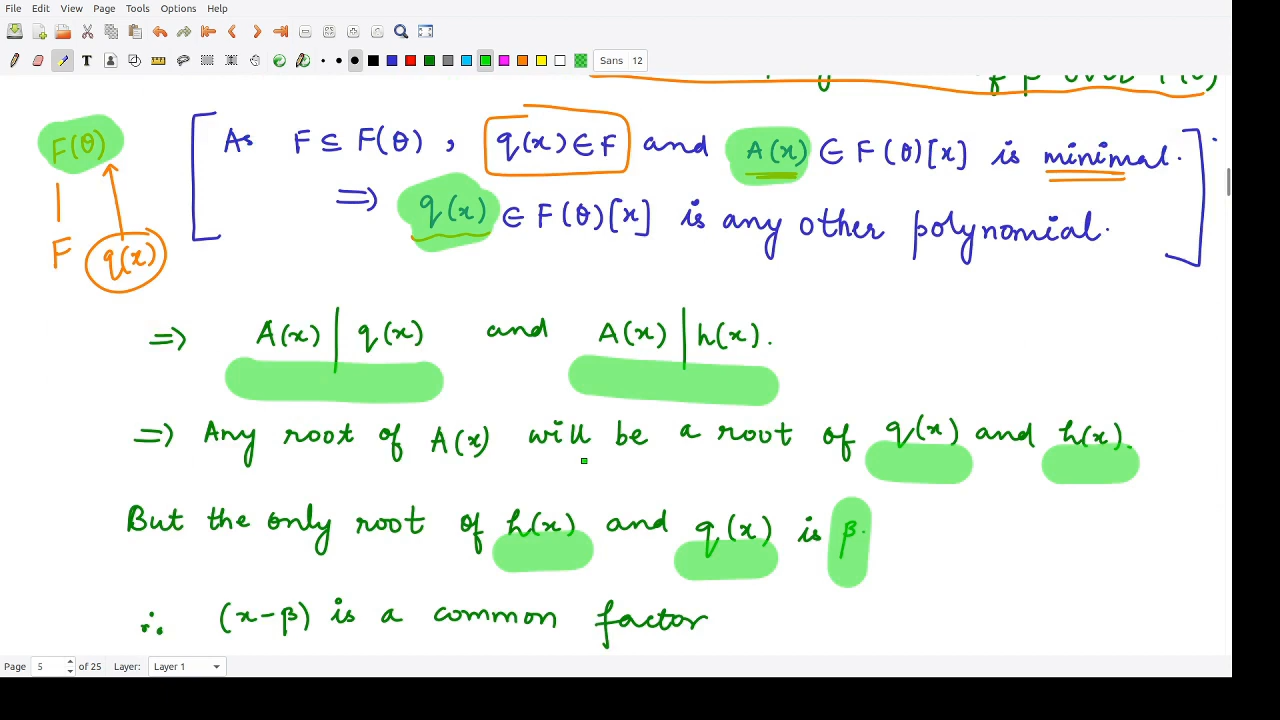 File Edit View Page Tools Options Help
Sans 12
of β over F(θ)
F(θ)
F
q(x)
As F ⊆ F(θ), q(x) ∈ F and A(x) ∈ F(θ)[x] is minimal.
⇒ q(x) ∈ F(θ)[x] is any other polynomial.
⇒ A(x) | q(x) and A(x) | h(x).
⇒ Any root of A(x) will be a root of q(x) and h(x).
But the only root of h(x) and q(x) is β.
∴ (x-β) is a common factor
Page 5 of 25 Layer: Layer 1